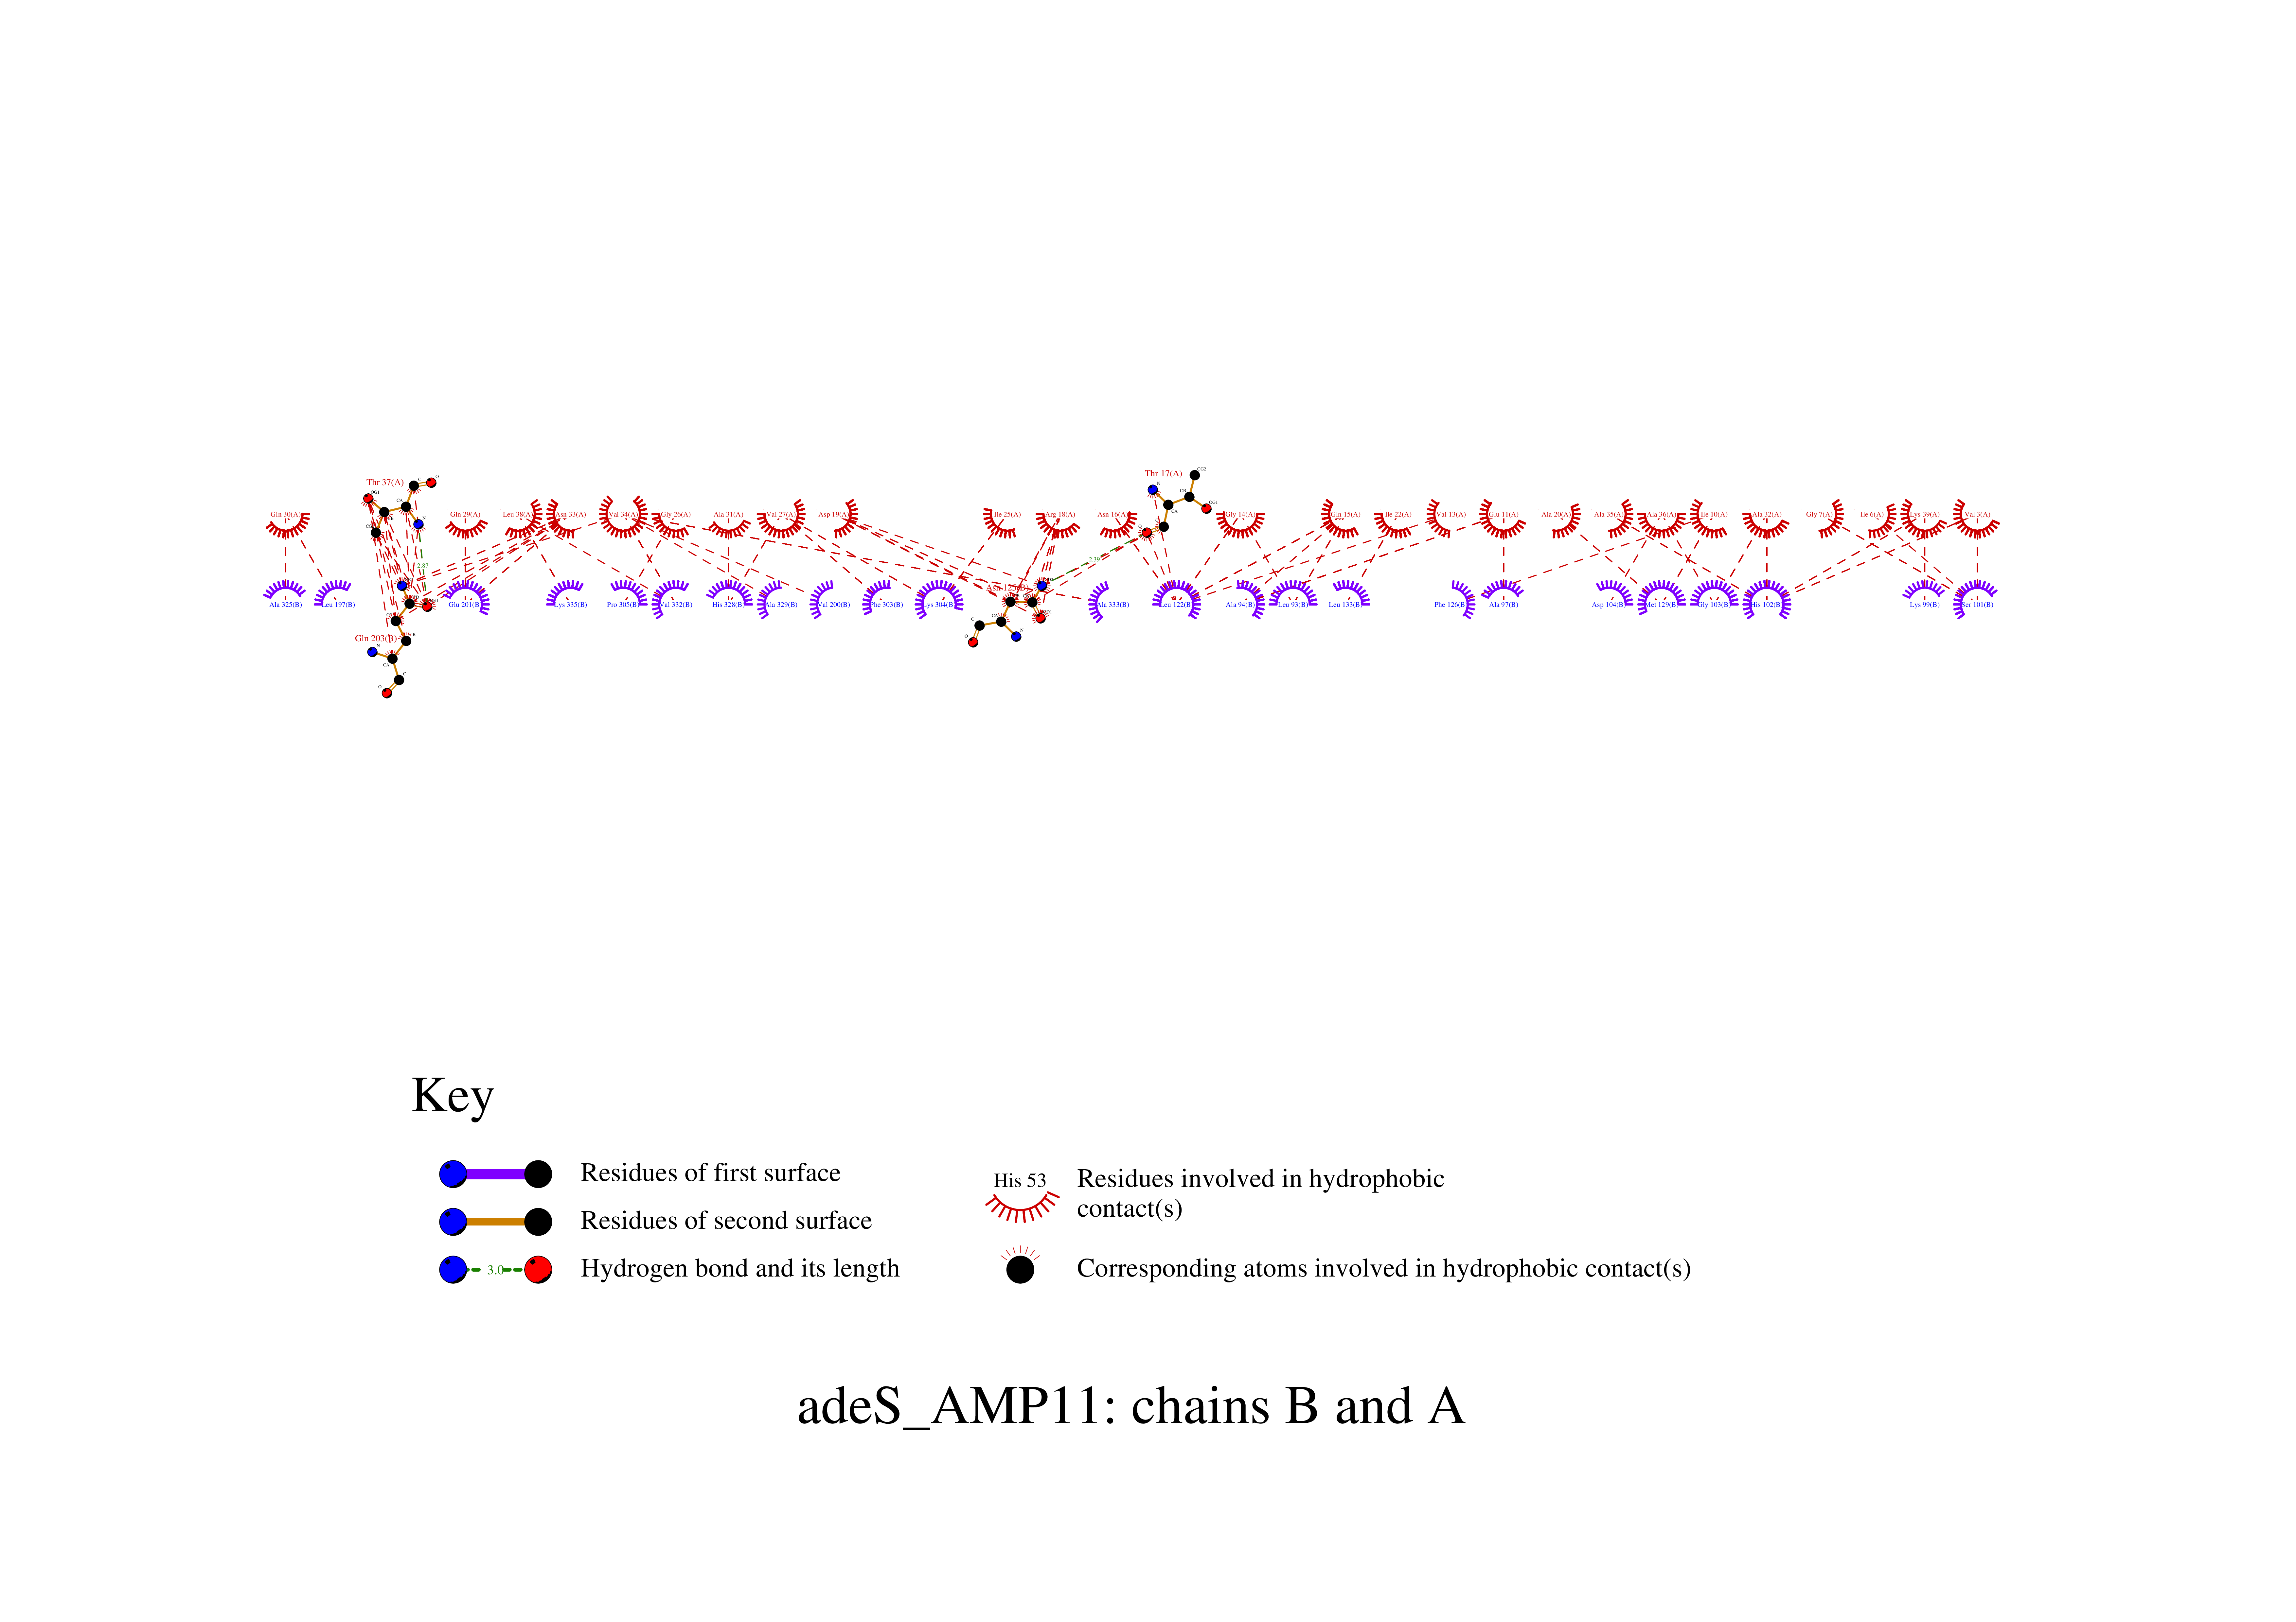 Thr 37(A)
Thr 17(A)
Gln 30(A) Gln 29(A) Leu 38(A) Asn 33(A) Val 34(A) Gly 26(A) Ala 31(A) Val 27(A) Asp 19(A) Ile 25(A) Arg 18(A) Asn 16(A) Gly 14(A) Gln 15(A) Ile 22(A) Val 13(A) Glu 11(A) Ala 20(A) Ala 35(A) Ala 36(A) Ile 10(A) Ala 32(A) Gly 7(A) Ile 6(A) Lys 39(A) Val 3(A)
2.87
Ala 325(B) Leu 197(B) Glu 201(B) Lys 335(B) Pro 305(B) Val 332(B) His 328(B) Ala 329(B) Val 200(B) Phe 303(B) Lys 304(B) Ala 333(B) Leu 122(B) Ala 94(B) Leu 93(B) Leu 133(B) Phe 126(B) Ala 97(B) Asp 104(B) Met 129(B) Gly 103(B) His 102(B) Lys 99(B) Ser 101(B)
Gln 203(B)
Key
Residues of first surface
Residues of second surface
3.0 Hydrogen bond and its length
His 53 Residues involved in hydrophobic
contact(s)
Corresponding atoms involved in hydrophobic contact(s)
adeS_AMP11: chains B and A